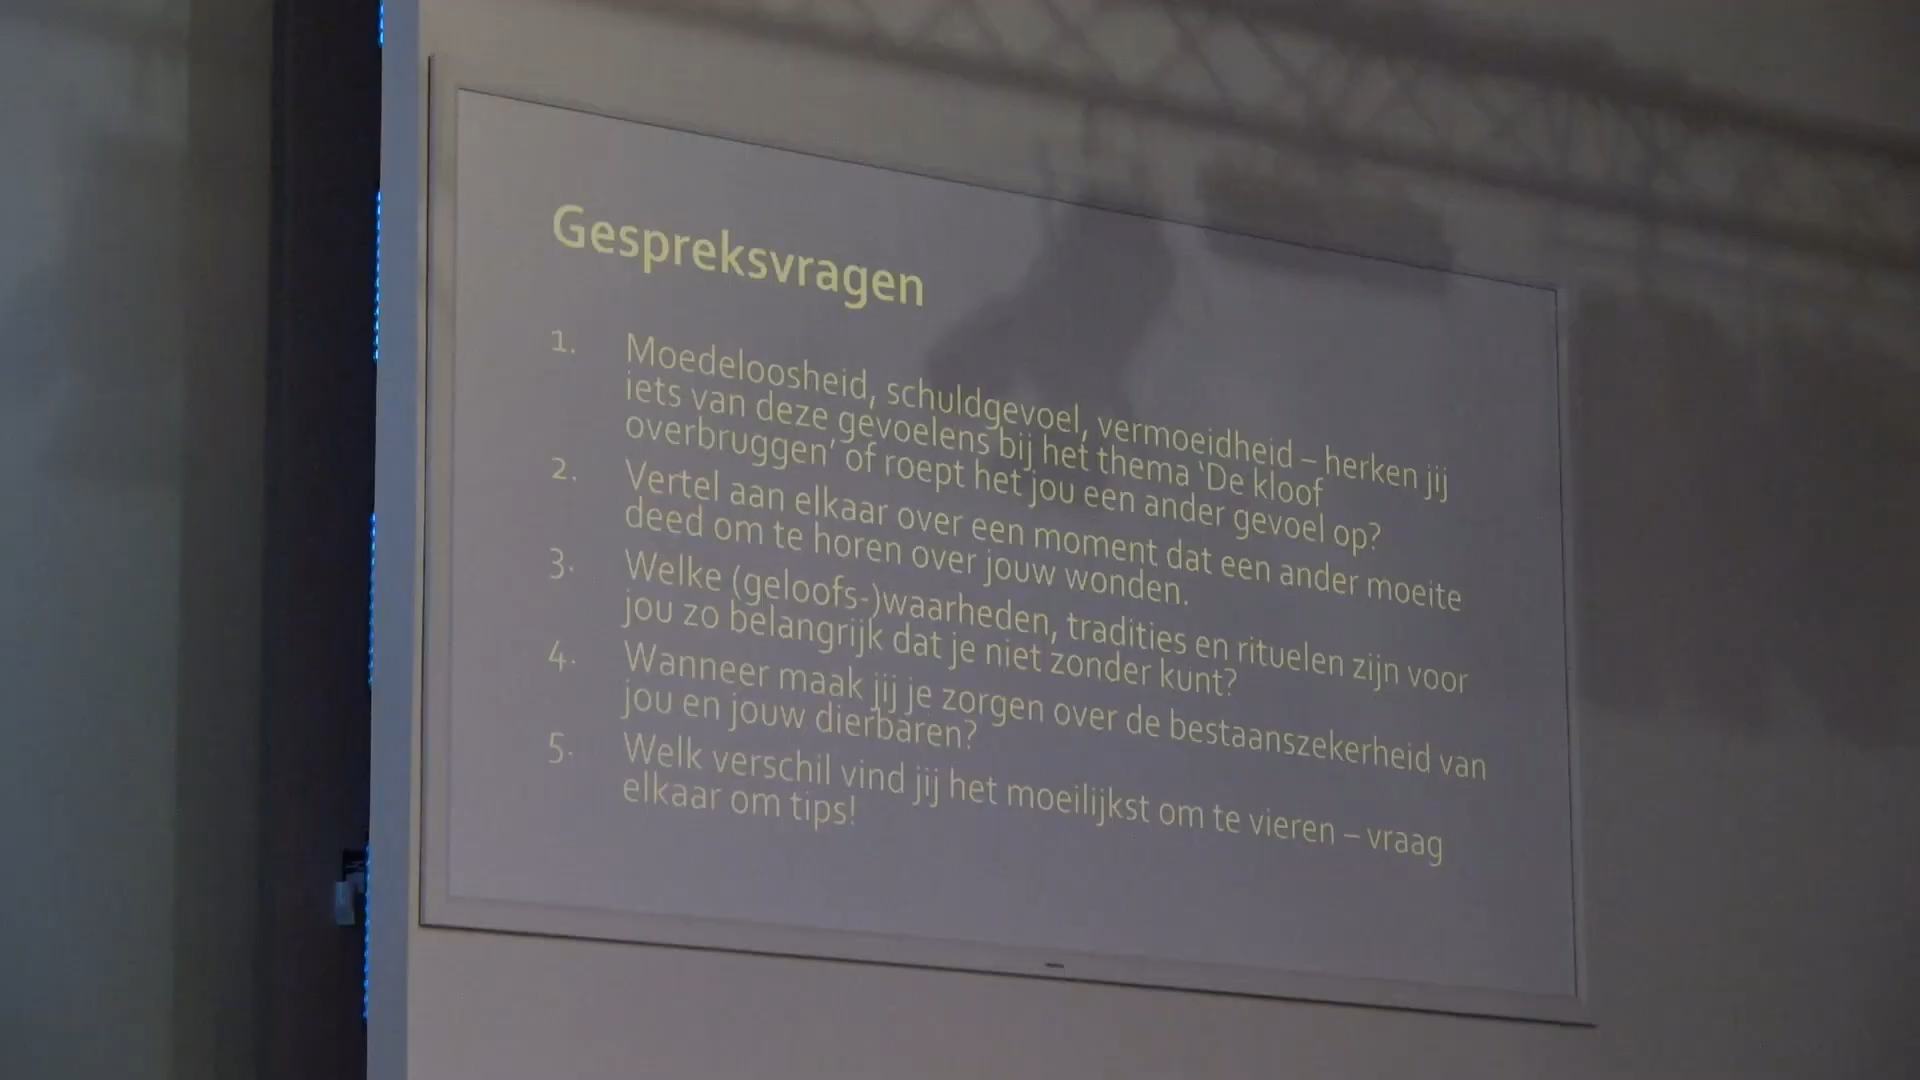 Gespreksvragen
1. Moedeloosheid, schuldgevoel, vermoeidheid – herken jij
iets van deze gevoelens bij het thema ‘De kloof
overbruggen’ of roept het jou een ander gevoel op?
2. Vertel aan elkaar over een moment dat een ander moeite
deed om te horen over jouw wonden.
3. Welke (geloofs-)waarheden, tradities en rituelen zijn voor
jou zo belangrijk dat je niet zonder kunt?
4. Wanneer maak jij je zorgen over de bestaanszekerheid van
jou en jouw dierbaren?
5. Welk verschil vind jij het moeilijkst om te vieren – vraag
elkaar om tips!